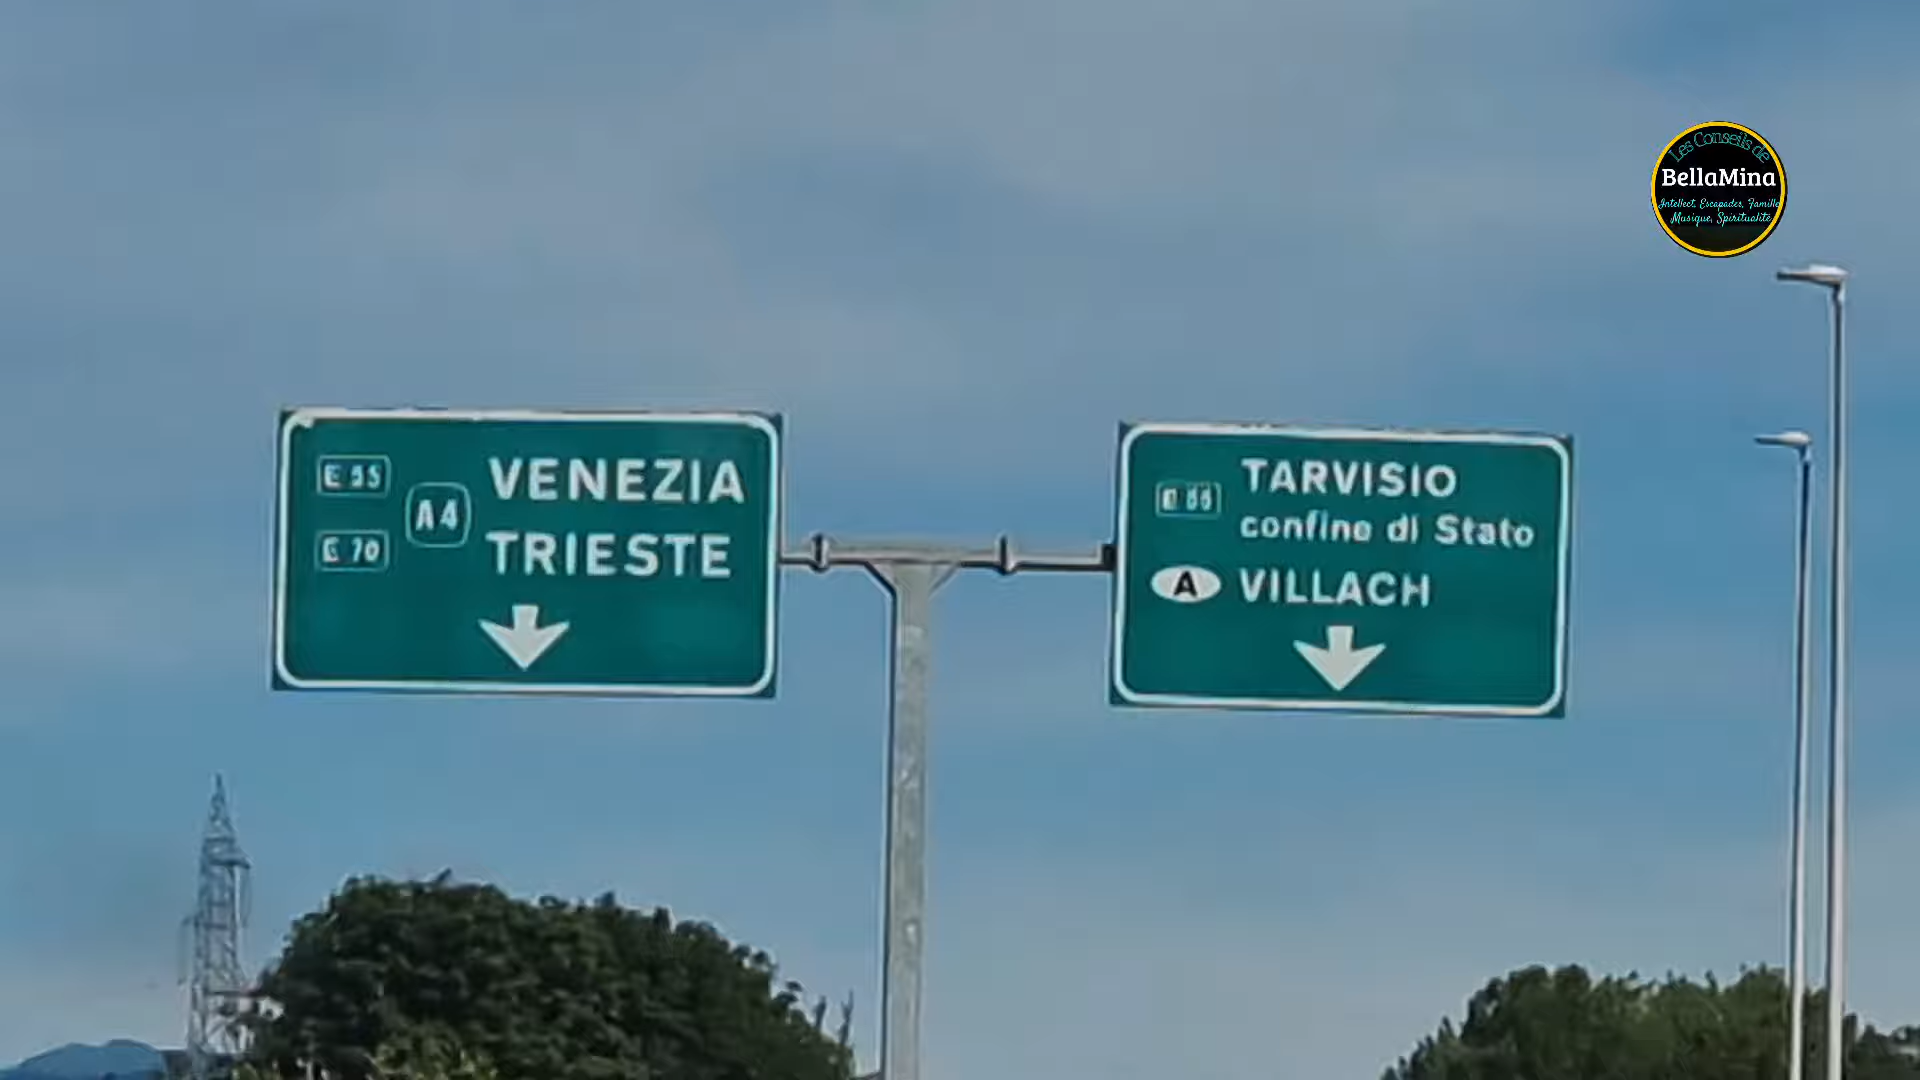 E 55
A4
E 70
VENEZIA
TRIESTE
TARVISIO
confine di Stato
A VILLACH
Les Conseils de
BellaMina
Intellect, Escapades, Famille
Musique, Spiritualité